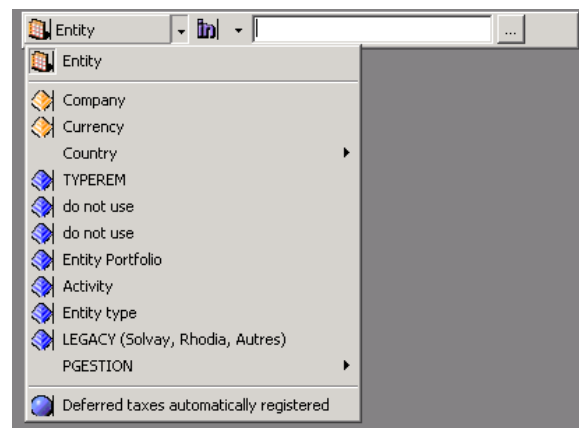 Entity
...
Entity
Company
Currency
Country
TYPEREM
do not use
do not use
Entity Portfolio
Activity
Entity type
LEGACY (Solvay, Rhodia, Autres)
PGESTION
Deferred taxes automatically registered